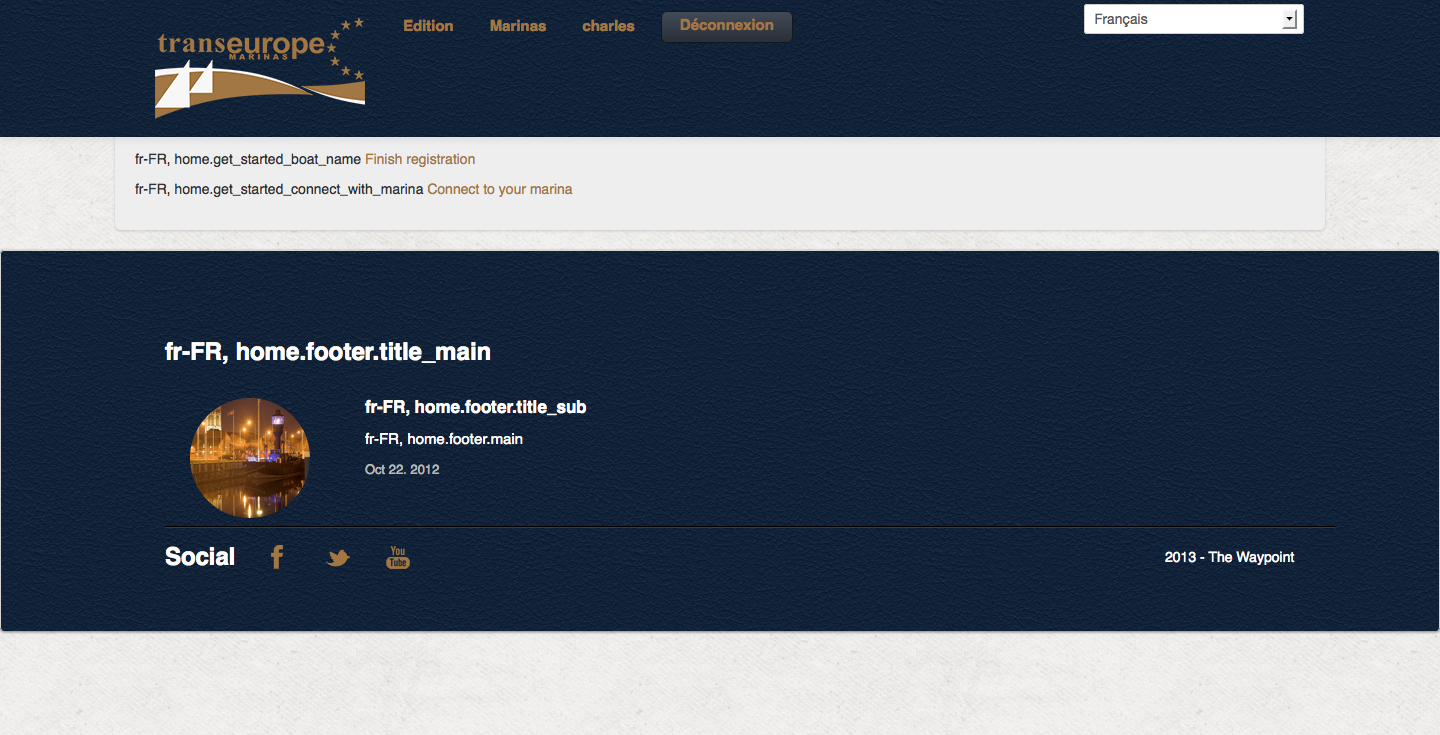 transeurope
MARINAS
Edition Marinas charles Déconnexion
Français
fr-FR, home.get_started_boat_name Finish registration
fr-FR, home.get_started_connect_with_marina Connect to your marina
fr-FR, home.footer.title_main
fr-FR, home.footer.title_sub
fr-FR, home.footer.main
Oct 22. 2012
Social
You
Tube
2013 - The Waypoint